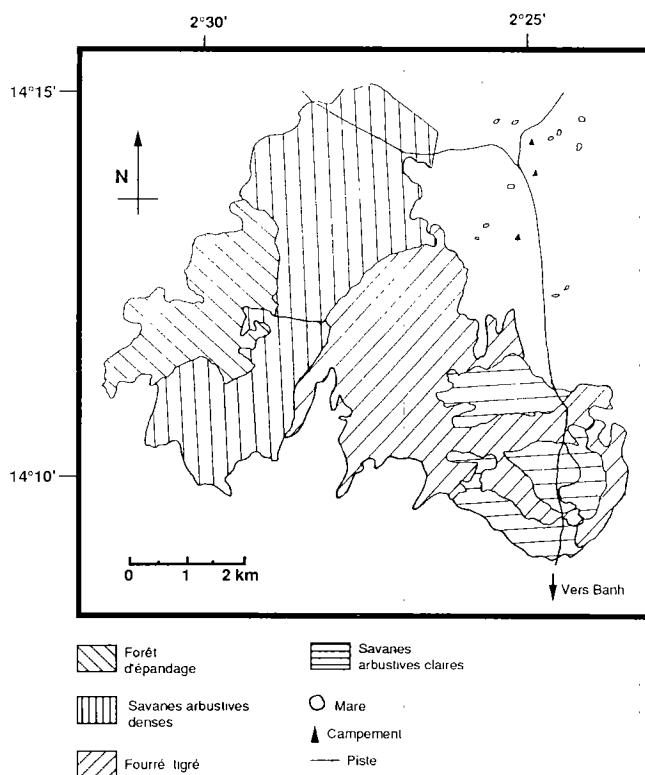 2°30'
2°25'
14°15'
N
14°10'
0 1 2 km
Vers Banh
Forêt
d'épandage
Savanes arbustives
denses
Fourré tigré
Savanes
arbustives claires
Mare
Campement
Piste